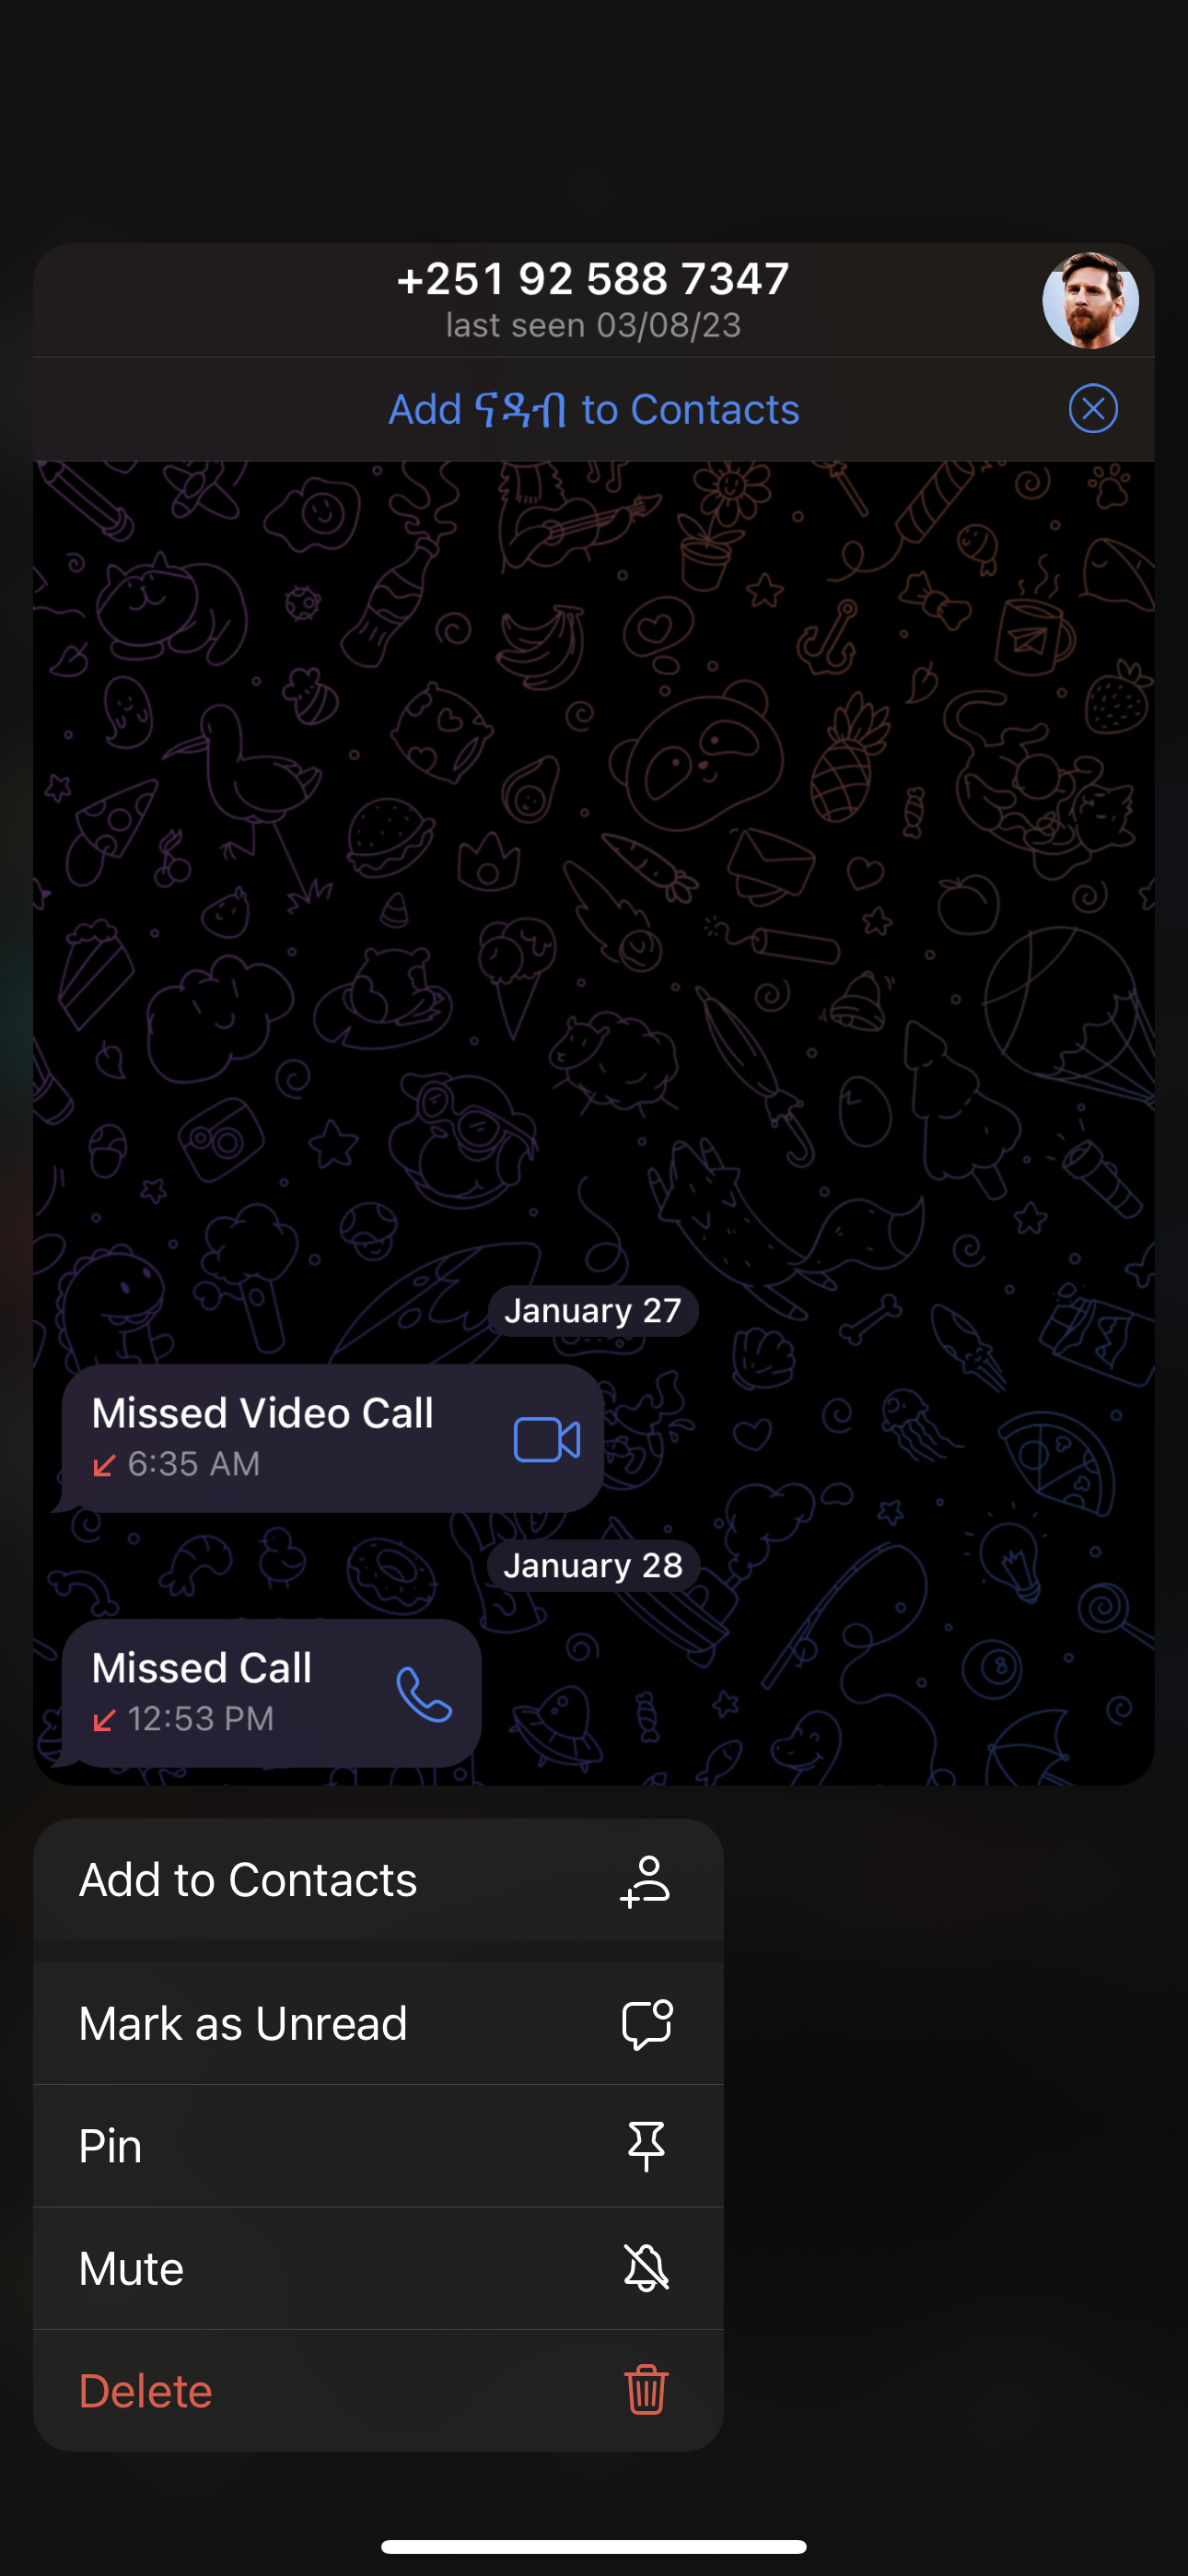 +251 92 588 7347
last seen 03/08/23
Add ናዳብ to Contacts
January 27
Missed Video Call
6:35 AM
January 28
Missed Call
12:53 PM
Add to Contacts
Mark as Unread
Pin
Mute
Delete